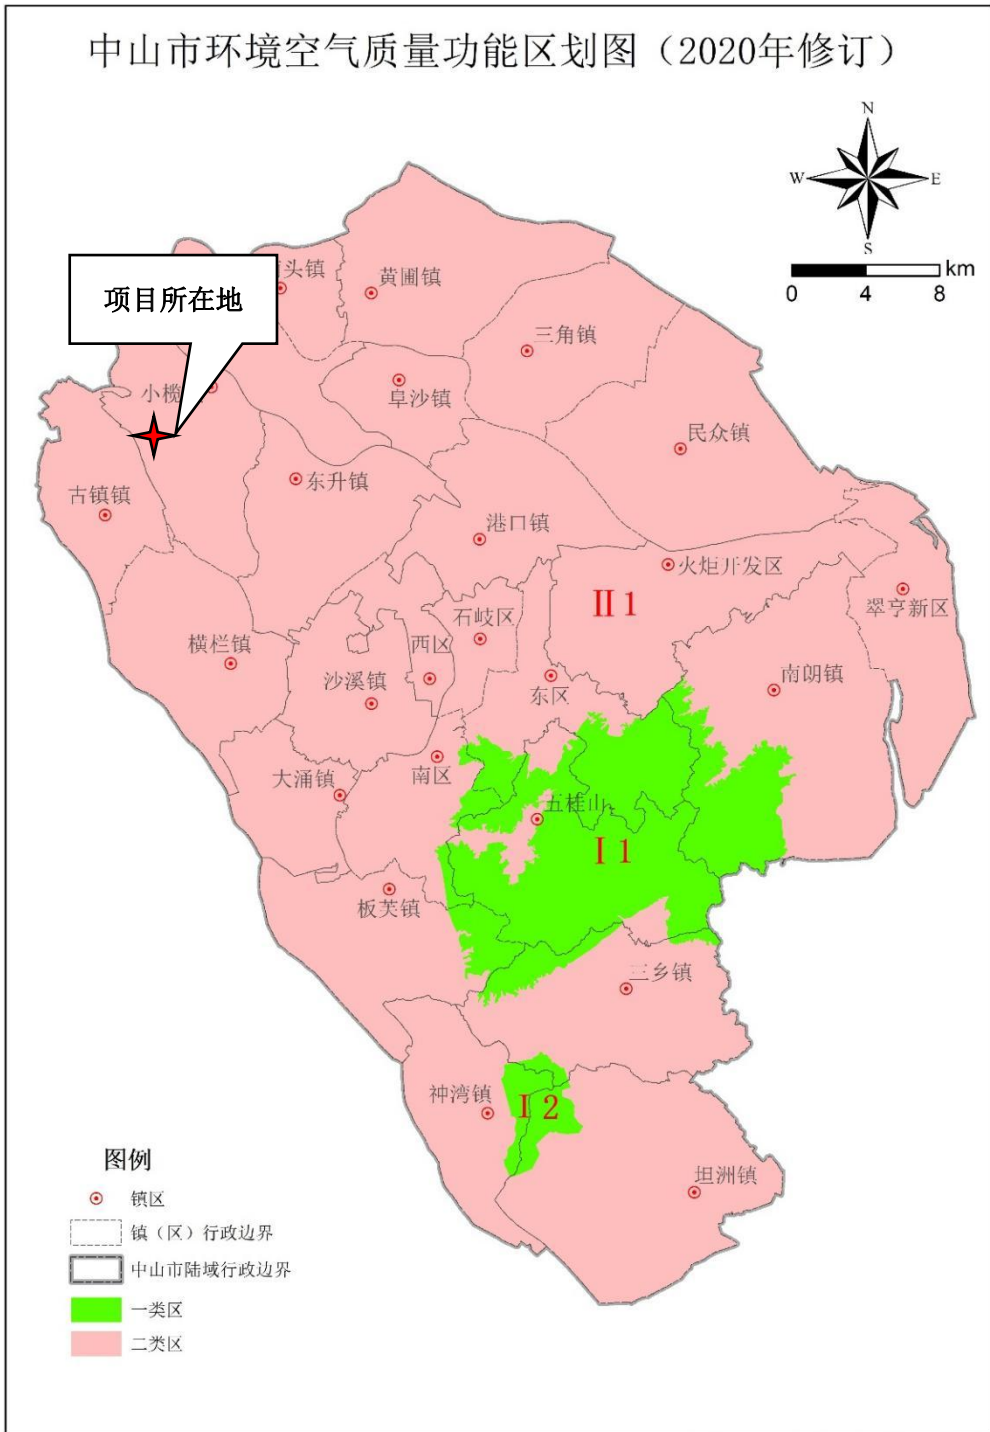 中山市环境空气质量功能区划图（2020年修订）
N
W
E
S
km
0
4
8
头镇
黄圃镇
项目所在地
三角镇
小榄
阜沙镇
民众镇
东升镇
古镇镇
港口镇
火炬开发区
翠亨新区
II 1
石岐区
横栏镇
西区
沙溪镇
东区
南朗镇
南区
大涌镇
五桂山
I 1
板芙镇
三乡镇
神湾镇
I 2
坦洲镇
图例
镇区
镇（区）行政边界
中山市陆域行政边界
一类区
二类区